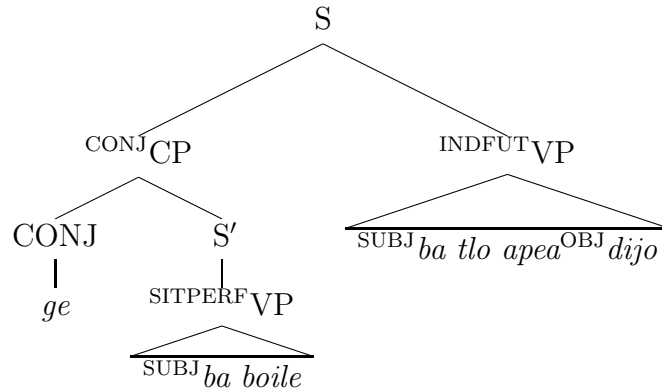 S
CONJCP INDFUTVP
CONJ S′ SUBJba tlo apeaOBJdijo
ge SITPERFVP
SUBJba boile